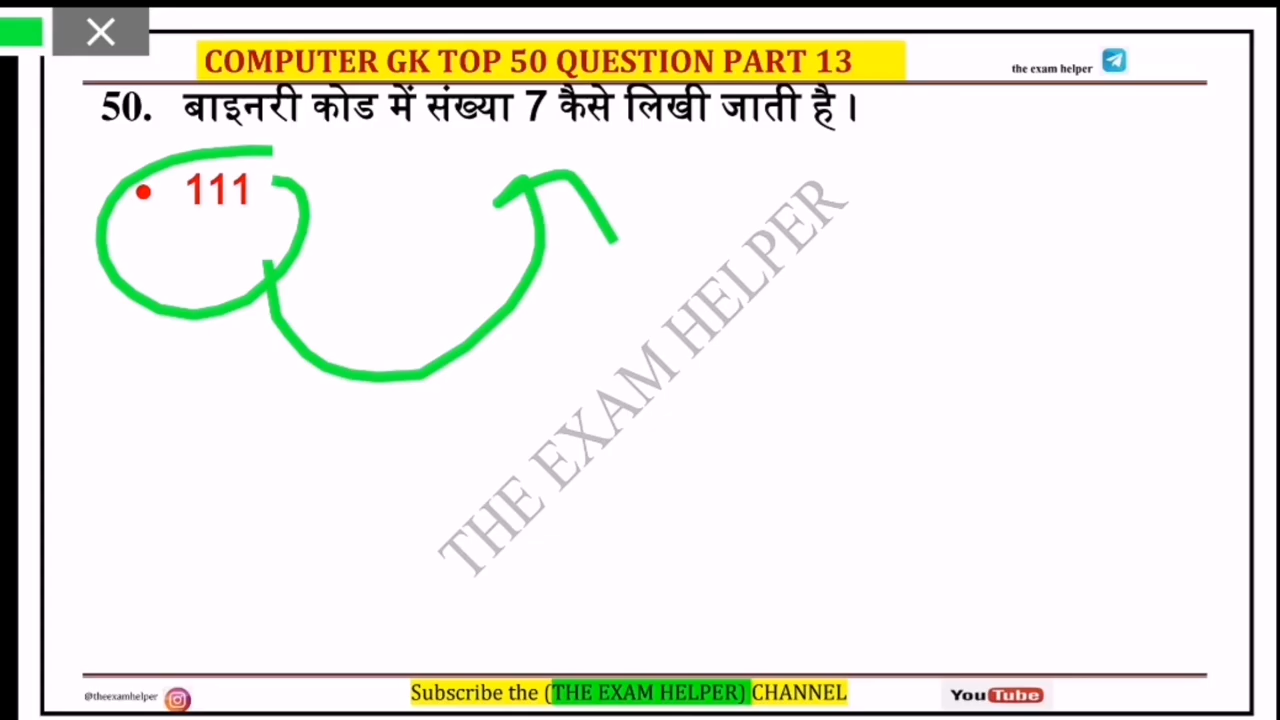 COMPUTER GK TOP 50 QUESTION PART 13
the exam helper
50. बाइनरी कोड में संख्या 7 कैसे लिखी जाती है।
• 111
THE EXAM HELPER
@theexamhelper
Subscribe the (THE EXAM HELPER) CHANNEL
YouTube